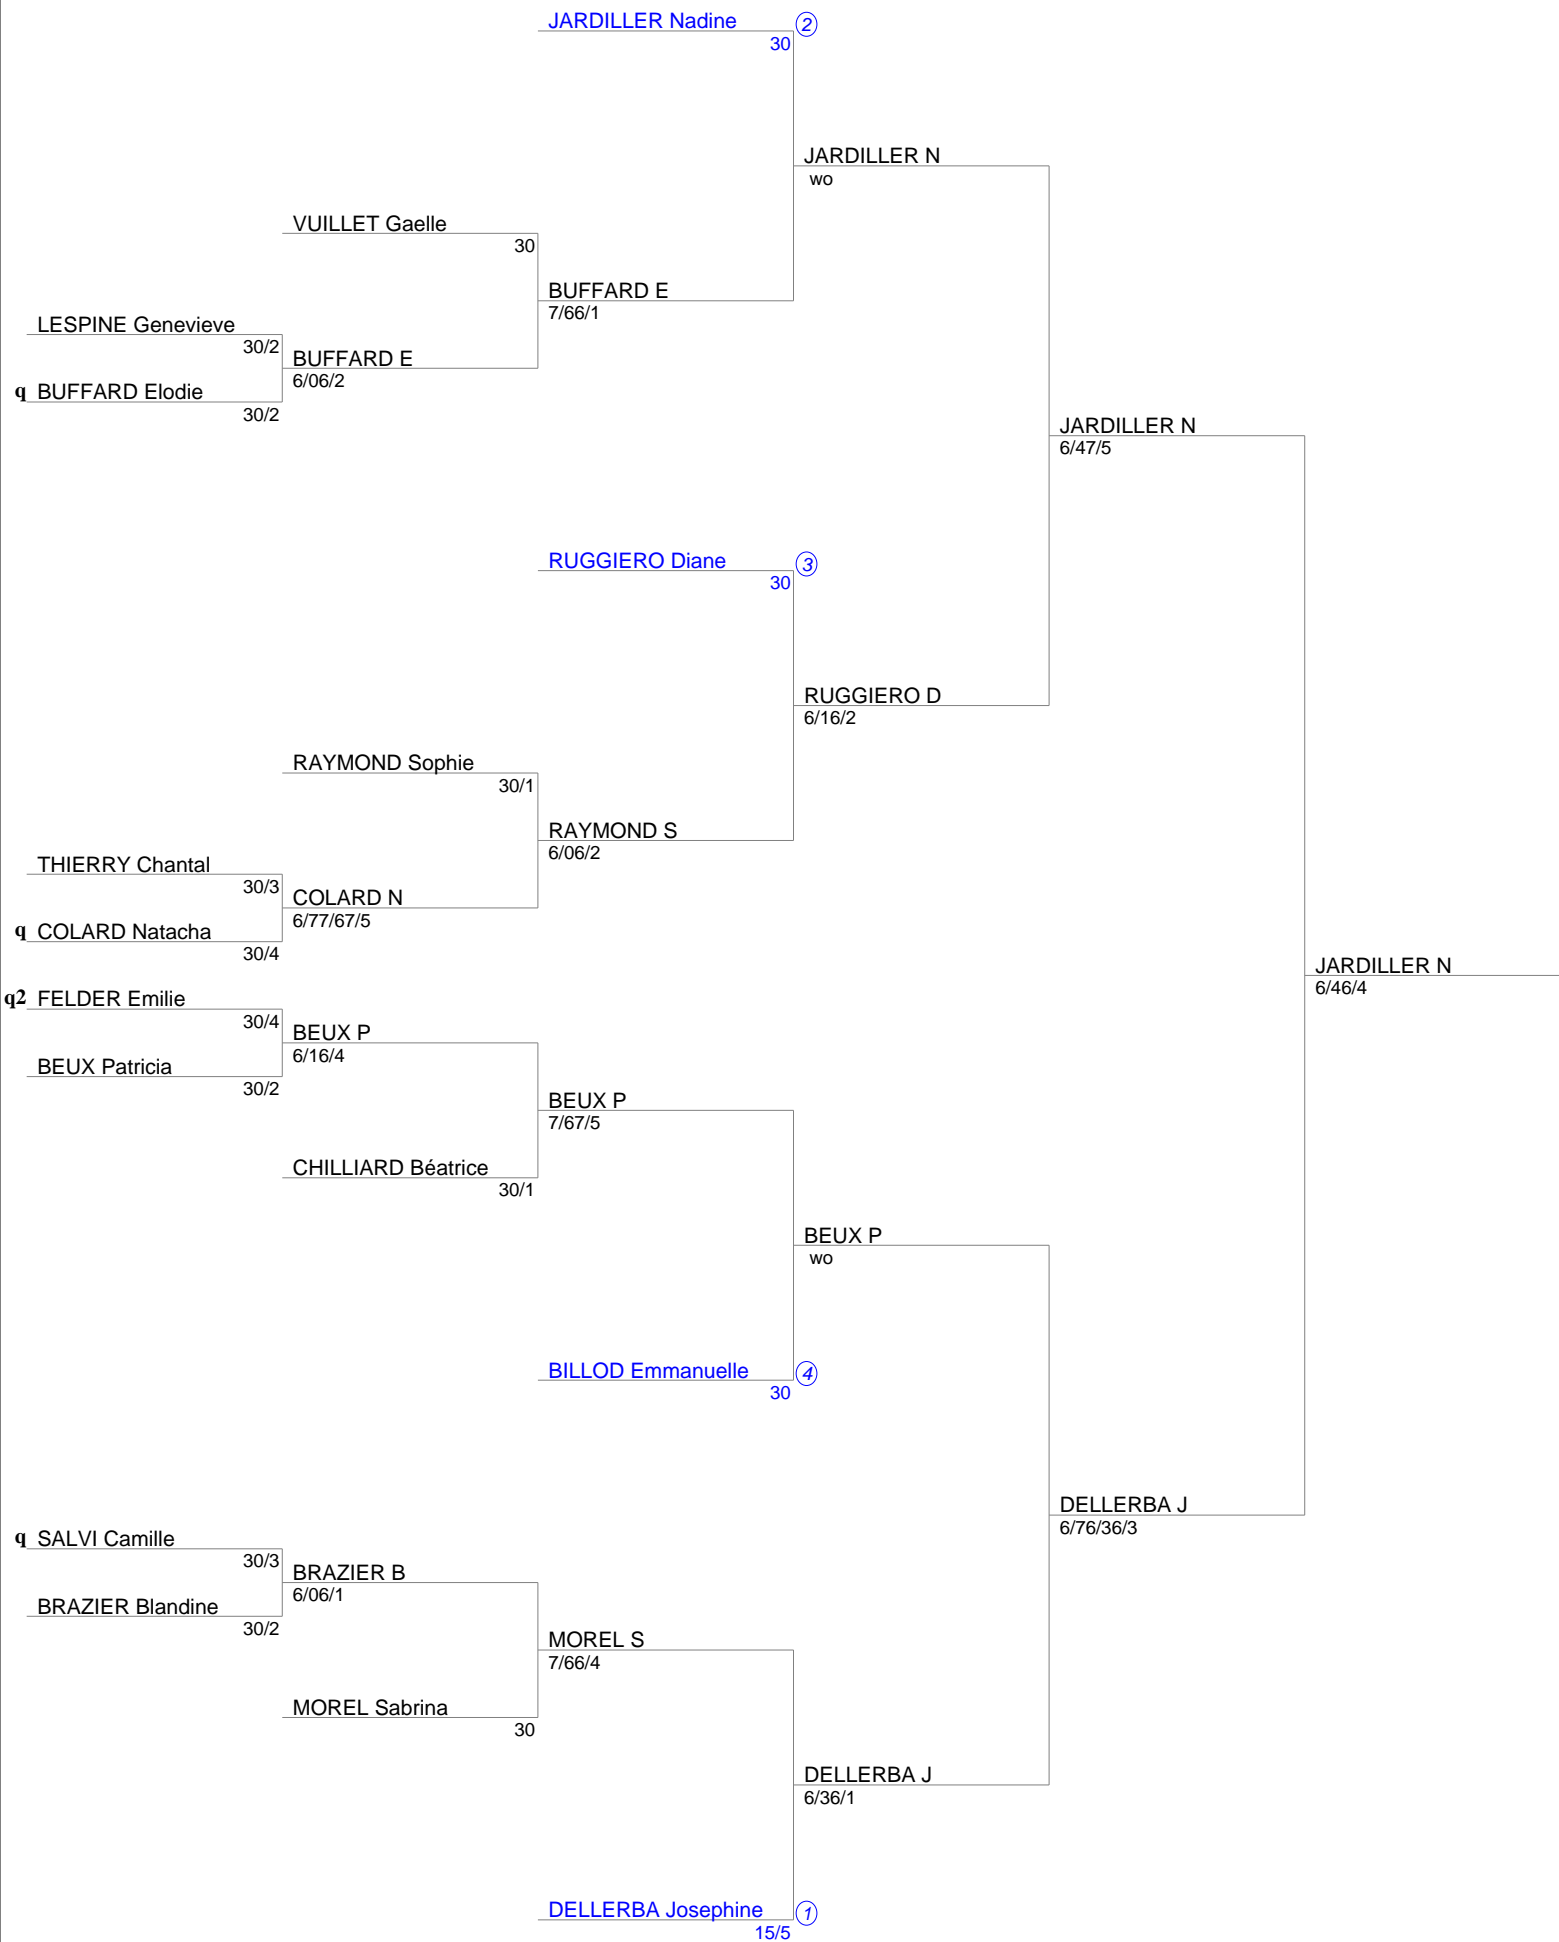 JARDILLER Nadine 2
30
JARDILLER N
wo
VUILLET Gaelle
30
BUFFARD E
7/66/1
LESPINE Genevieve
30/2
BUFFARD E
6/06/2
q BUFFARD Elodie
30/2
JARDILLER N
6/47/5
RUGGIERO Diane 3
30
RUGGIERO D
6/16/2
RAYMOND Sophie
30/1
RAYMOND S
6/06/2
THIERRY Chantal
30/3
COLARD N
6/77/67/5
q COLARD Natacha
30/4
JARDILLER N
6/46/4
q2 FELDER Emilie
30/4
BEUX P
6/16/4
BEUX Patricia
30/2
BEUX P
7/67/5
CHILLIARD Béatrice
30/1
BEUX P
wo
BILLOD Emmanuelle 4
30
DELLERBA J
6/76/36/3
q SALVI Camille
30/3
BRAZIER B
6/06/1
BRAZIER Blandine
30/2
MOREL S
7/66/4
MOREL Sabrina
30
DELLERBA J
6/36/1
DELLERBA Josephine 1
15/5